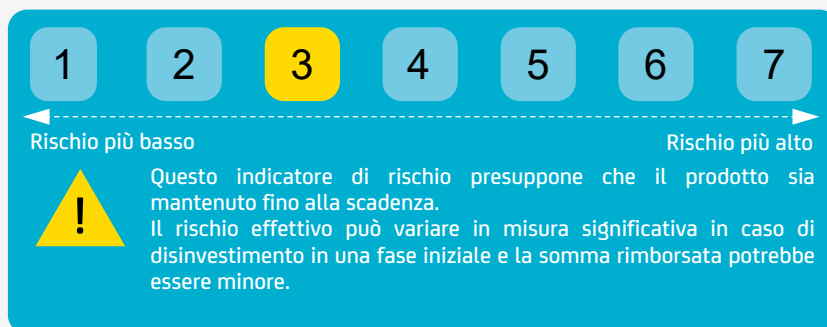 1 2 3 4 5 6 7
Rischio più basso Rischio più alto
!
Questo indicatore di rischio presuppone che il prodotto sia
mantenuto fino alla scadenza.
Il rischio effettivo può variare in misura significativa in caso di
disinvestimento in una fase iniziale e la somma rimborsata potrebbe
essere minore.